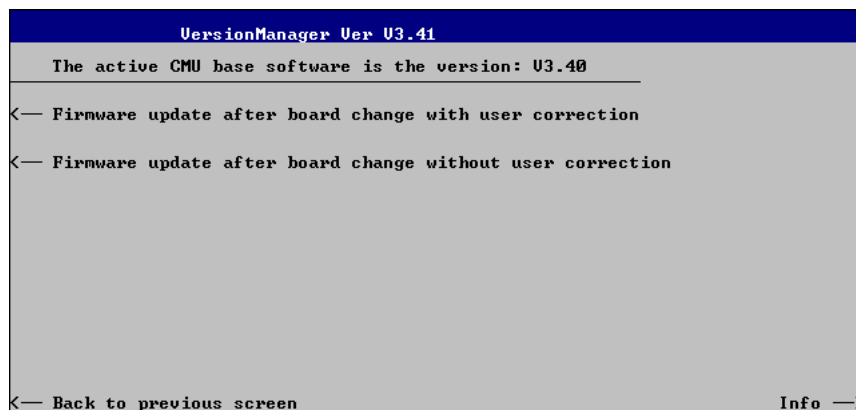 VersionManager Ver V3.41
The active CMU base software is the version: V3.40
<── Firmware update after board change with user correction
<── Firmware update after board change without user correction
<── Back to previous screen Info ──